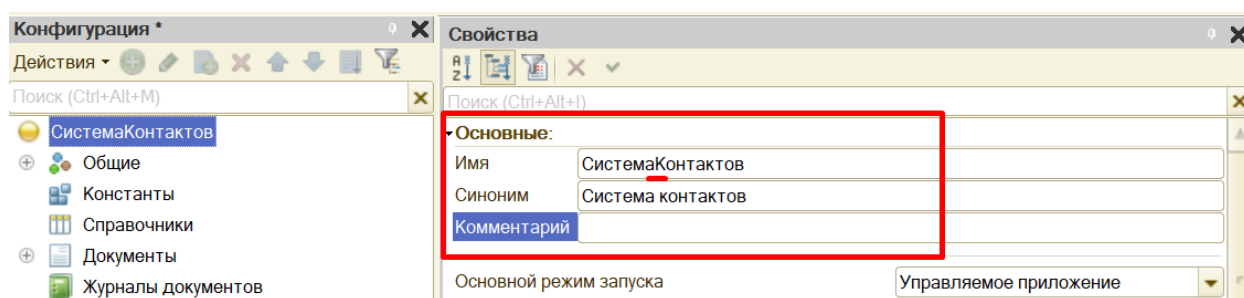 Конфигурация *
Действия
Поиск (Ctrl+Alt+M)
СистемаКонтактов
Общие
Константы
Справочники
Документы
Журналы документов
Свойства
Поиск (Ctrl+Alt+I)
Основные:
Имя СистемаКонтактов
Синоним Система контактов
Комментарий
Основной режим запуска Управляемое приложение